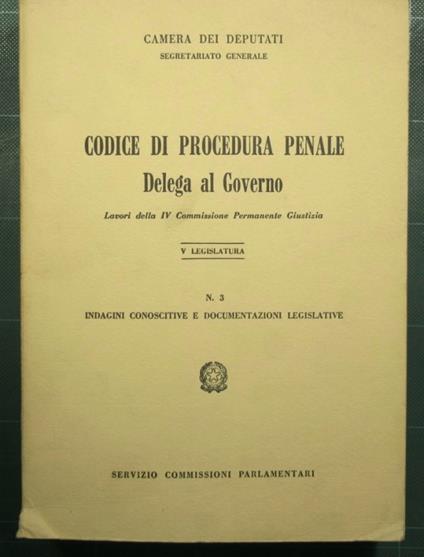 CAMERA DEI DEPUTATI
SEGRETARIATO GENERALE
CODICE DI PROCEDURA PENALE
Delega al Governo
Lavori della IV Commissione Permanente Giustizia
V LEGISLATURA
N. 3
INDAGINI CONOSCITIVE E DOCUMENTAZIONI LEGISLATIVE
SERVIZIO COMMISSIONI PARLAMENTARI